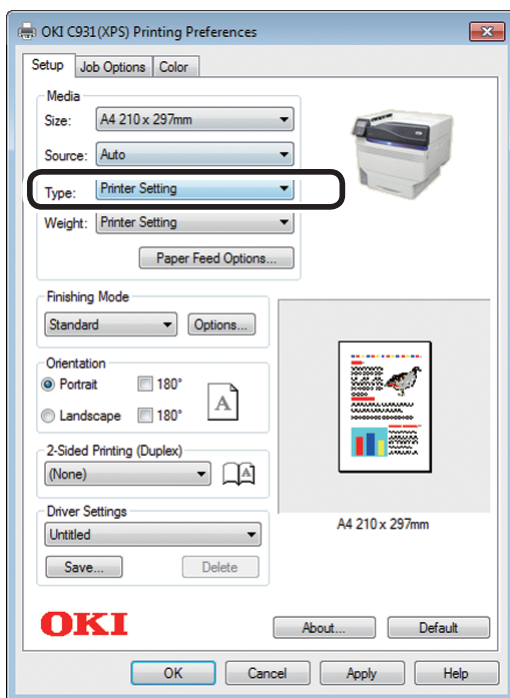 OKI C931(XPS) Printing Preferences
Setup Job Options Color
Media
Size: A4 210 x 297mm
Source: Auto
Type: Printer Setting
Weight: Printer Setting
Paper Feed Options...
Finishing Mode
Standard Options...
Orientation
Portrait 180°
Landscape 180°
A
2-Sided Printing (Duplex)
(None) A
Driver Settings
Untitled
Save... Delete
A4 210 x 297mm
OKI
About... Default
OK Cancel Apply Help